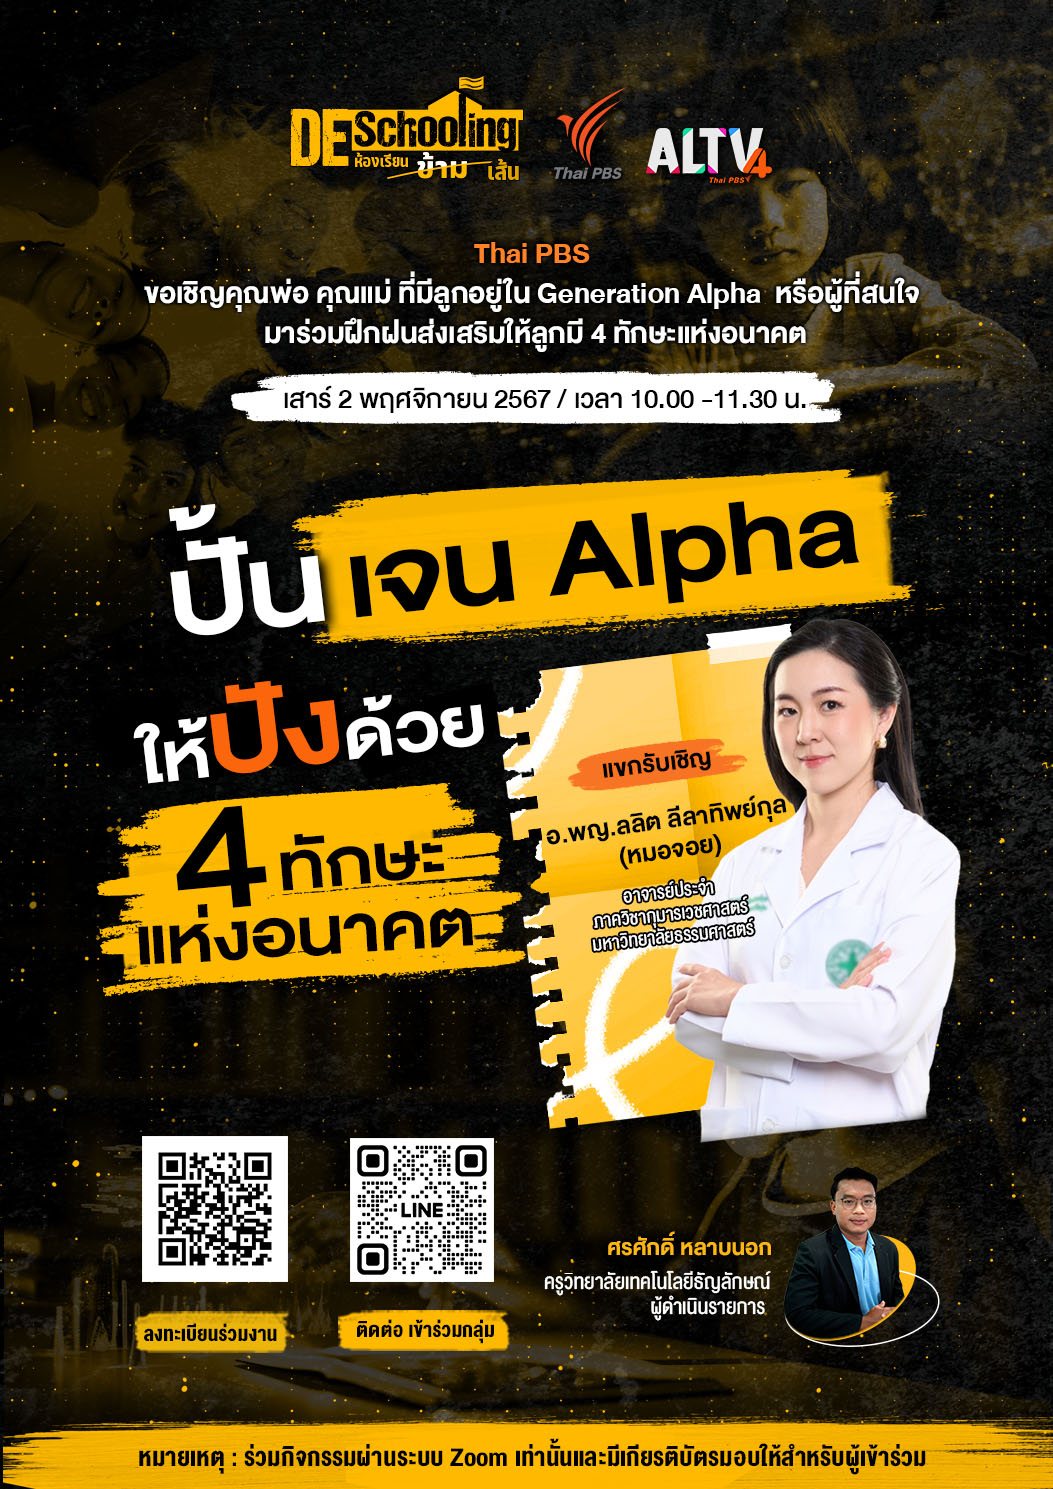 DESchooling
ห้องเรียน ข้าม เส้น
Thai PBS
ALTV4
Thai PBS
Thai PBS
ขอเชิญคุณพ่อ คุณแม่ ที่มีลูกอยู่ใน Generation Alpha หรือผู้ที่สนใจ
มาร่วมฝึกฝนส่งเสริมให้ลูกมี 4 ทักษะแห่งอนาคต
เสาร์ 2 พฤศจิกายน 2567 / เวลา 10.00 -11.30 น.
ปั้น เจน Alpha
ให้ปังด้วย
4 ทักษะ
แห่งอนาคต
แขกรับเชิญ
อ.พญ.ลลิต ลีลาทิพย์กุล
(หมอจอย)
อาจารย์ประจำ
ภาควิชากุมารเวชศาสตร์
มหาวิทยาลัยธรรมศาสตร์
LINE
ลงทะเบียนร่วมงาน
ติดต่อ เข้าร่วมกลุ่ม
ศรศักดิ์ หลาบนอก
ครูวิทยาลัยเทคโนโลยีธัญลักษณ์
ผู้ดำเนินรายการ
หมายเหตุ : ร่วมกิจกรรมผ่านระบบ Zoom เท่านั้นและมีเกียรติบัตรมอบให้สำหรับผู้เข้าร่วม